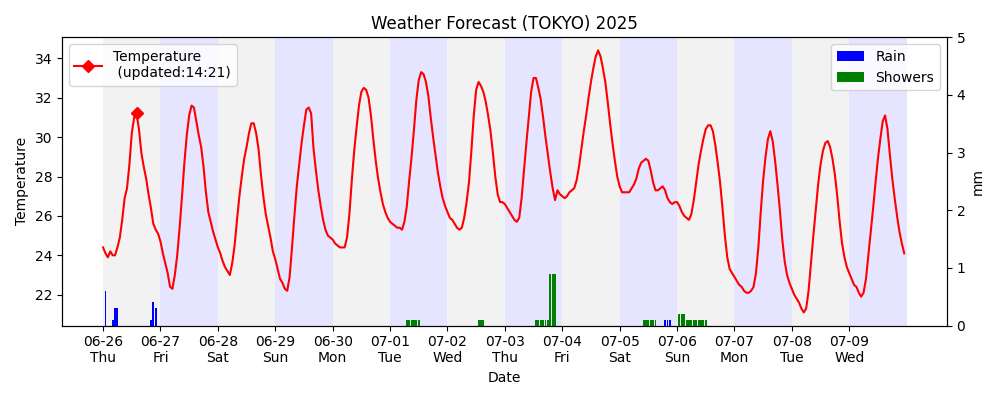 Weather Forecast (TOKYO) 2025
Temperature
(updated:14:21)
Rain
Showers
Temperature
34
32
30
28
26
24
22
5
4
3
2
1
0
mm
06-26 06-27 06-28 06-29 06-30 07-01 07-02 07-03 07-04 07-05 07-06 07-07 07-08 07-09
Thu Fri Sat Sun Mon Tue Wed Thu Fri Sat Sun Mon Tue Wed
Date